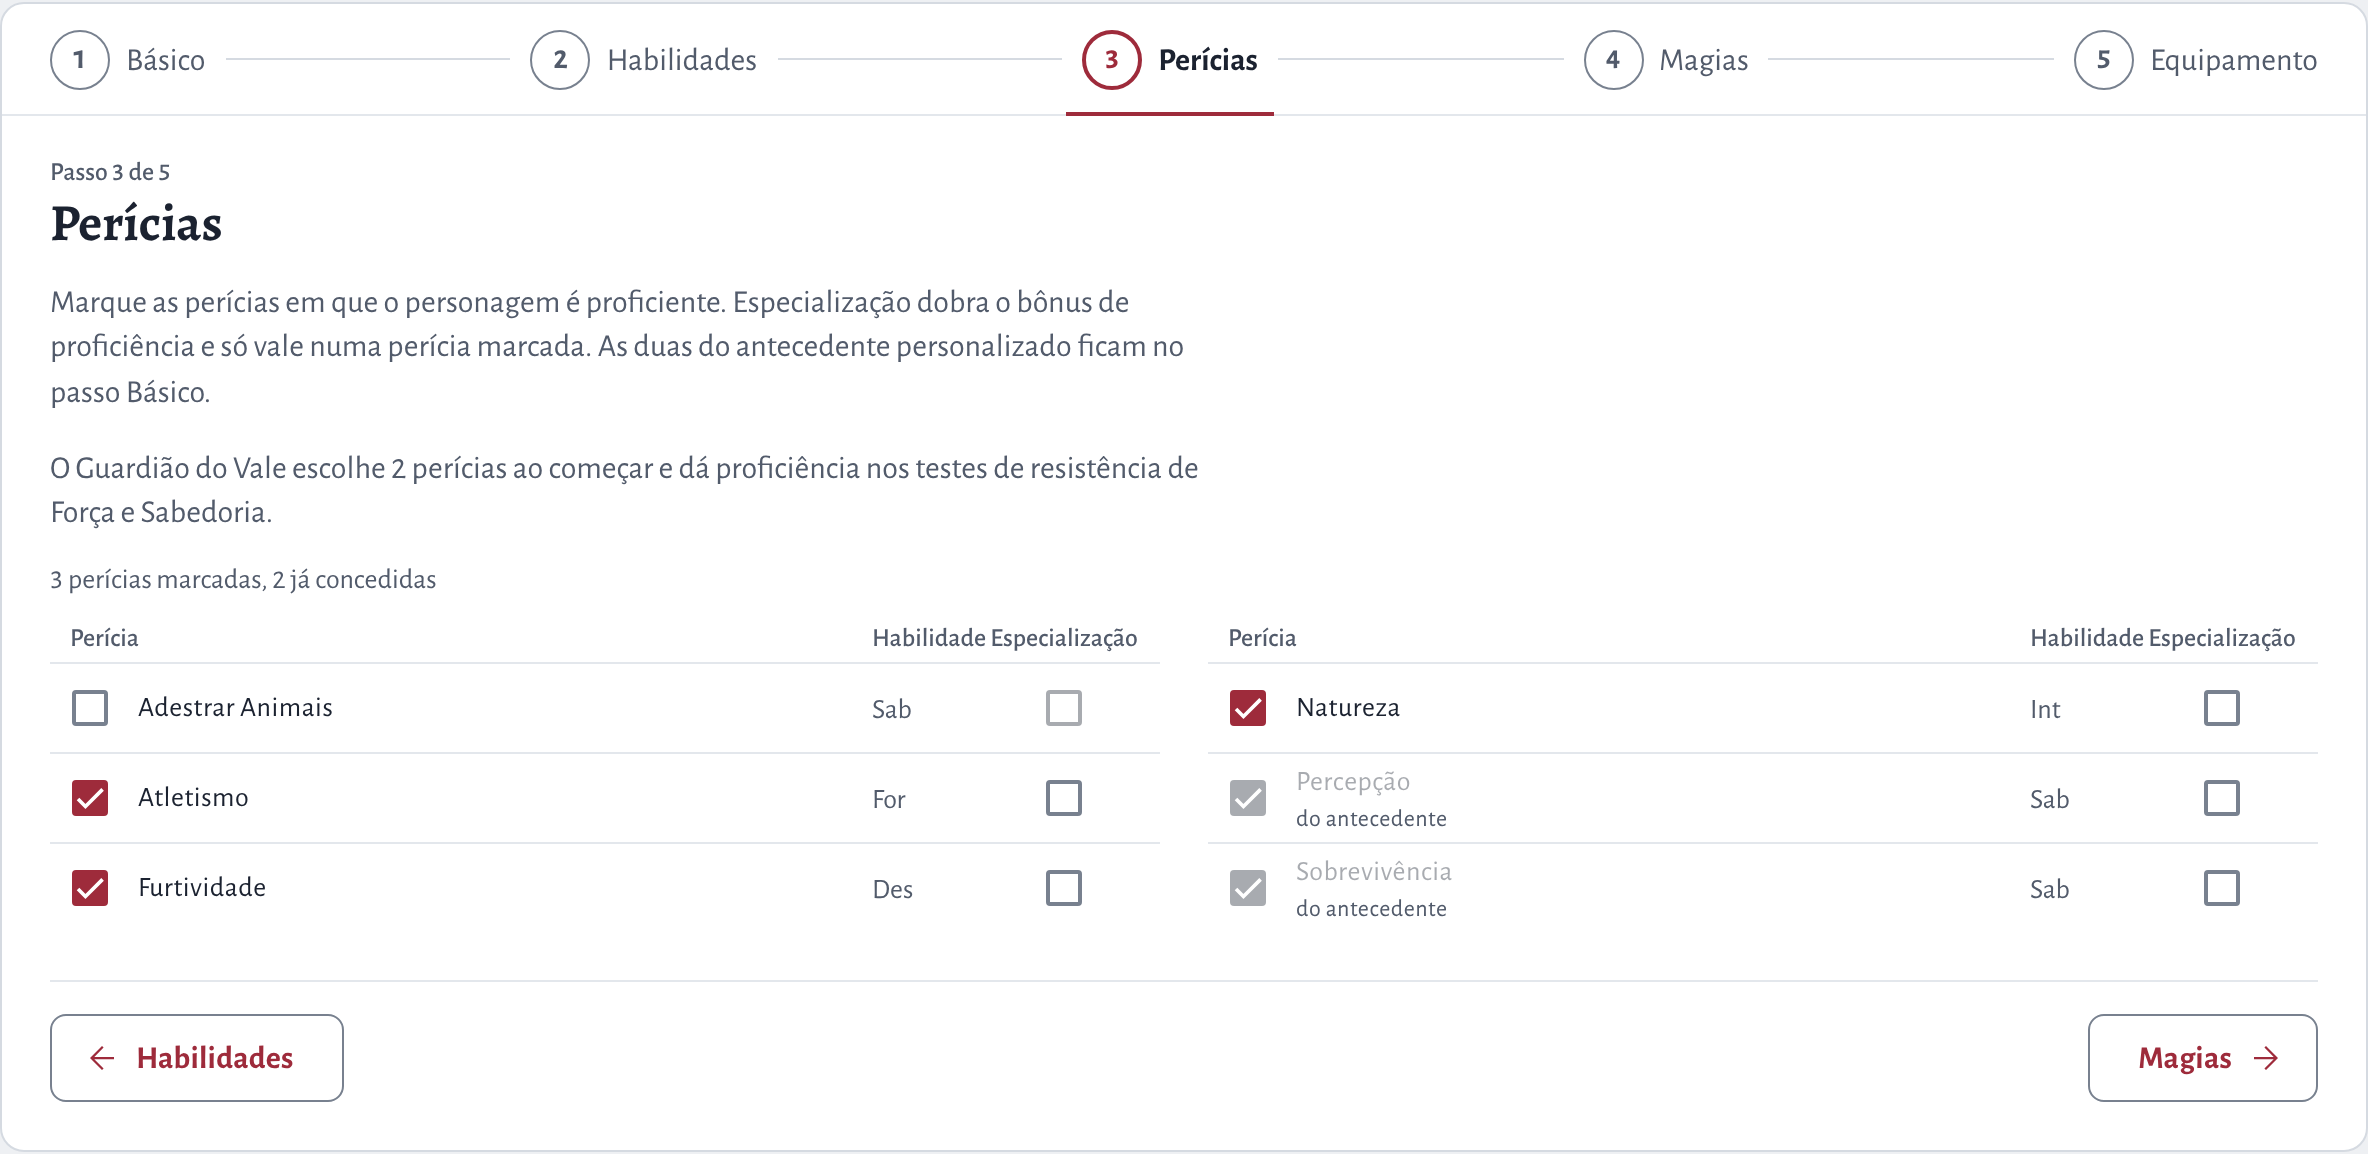 1 Básico
2 Habilidades
3 Perícias
4 Magias
5 Equipamento
Passo 3 de 5
Perícias
Marque as perícias em que o personagem é proficiente. Especialização dobra o bônus de
proficiência e só vale numa perícia marcada. As duas do antecedente personalizado ficam no
passo Básico.
O Guardião do Vale escolhe 2 perícias ao começar e dá proficiência nos testes de resistência de
Força e Sabedoria.
3 perícias marcadas, 2 já concedidas
Perícia Habilidade Especialização
Adestrar Animais Sab
Atletismo For
Furtividade Des
Perícia Habilidade Especialização
Natureza Int
Percepção Sab
do antecedente
Sobrevivência Sab
do antecedente
← Habilidades
Magias →